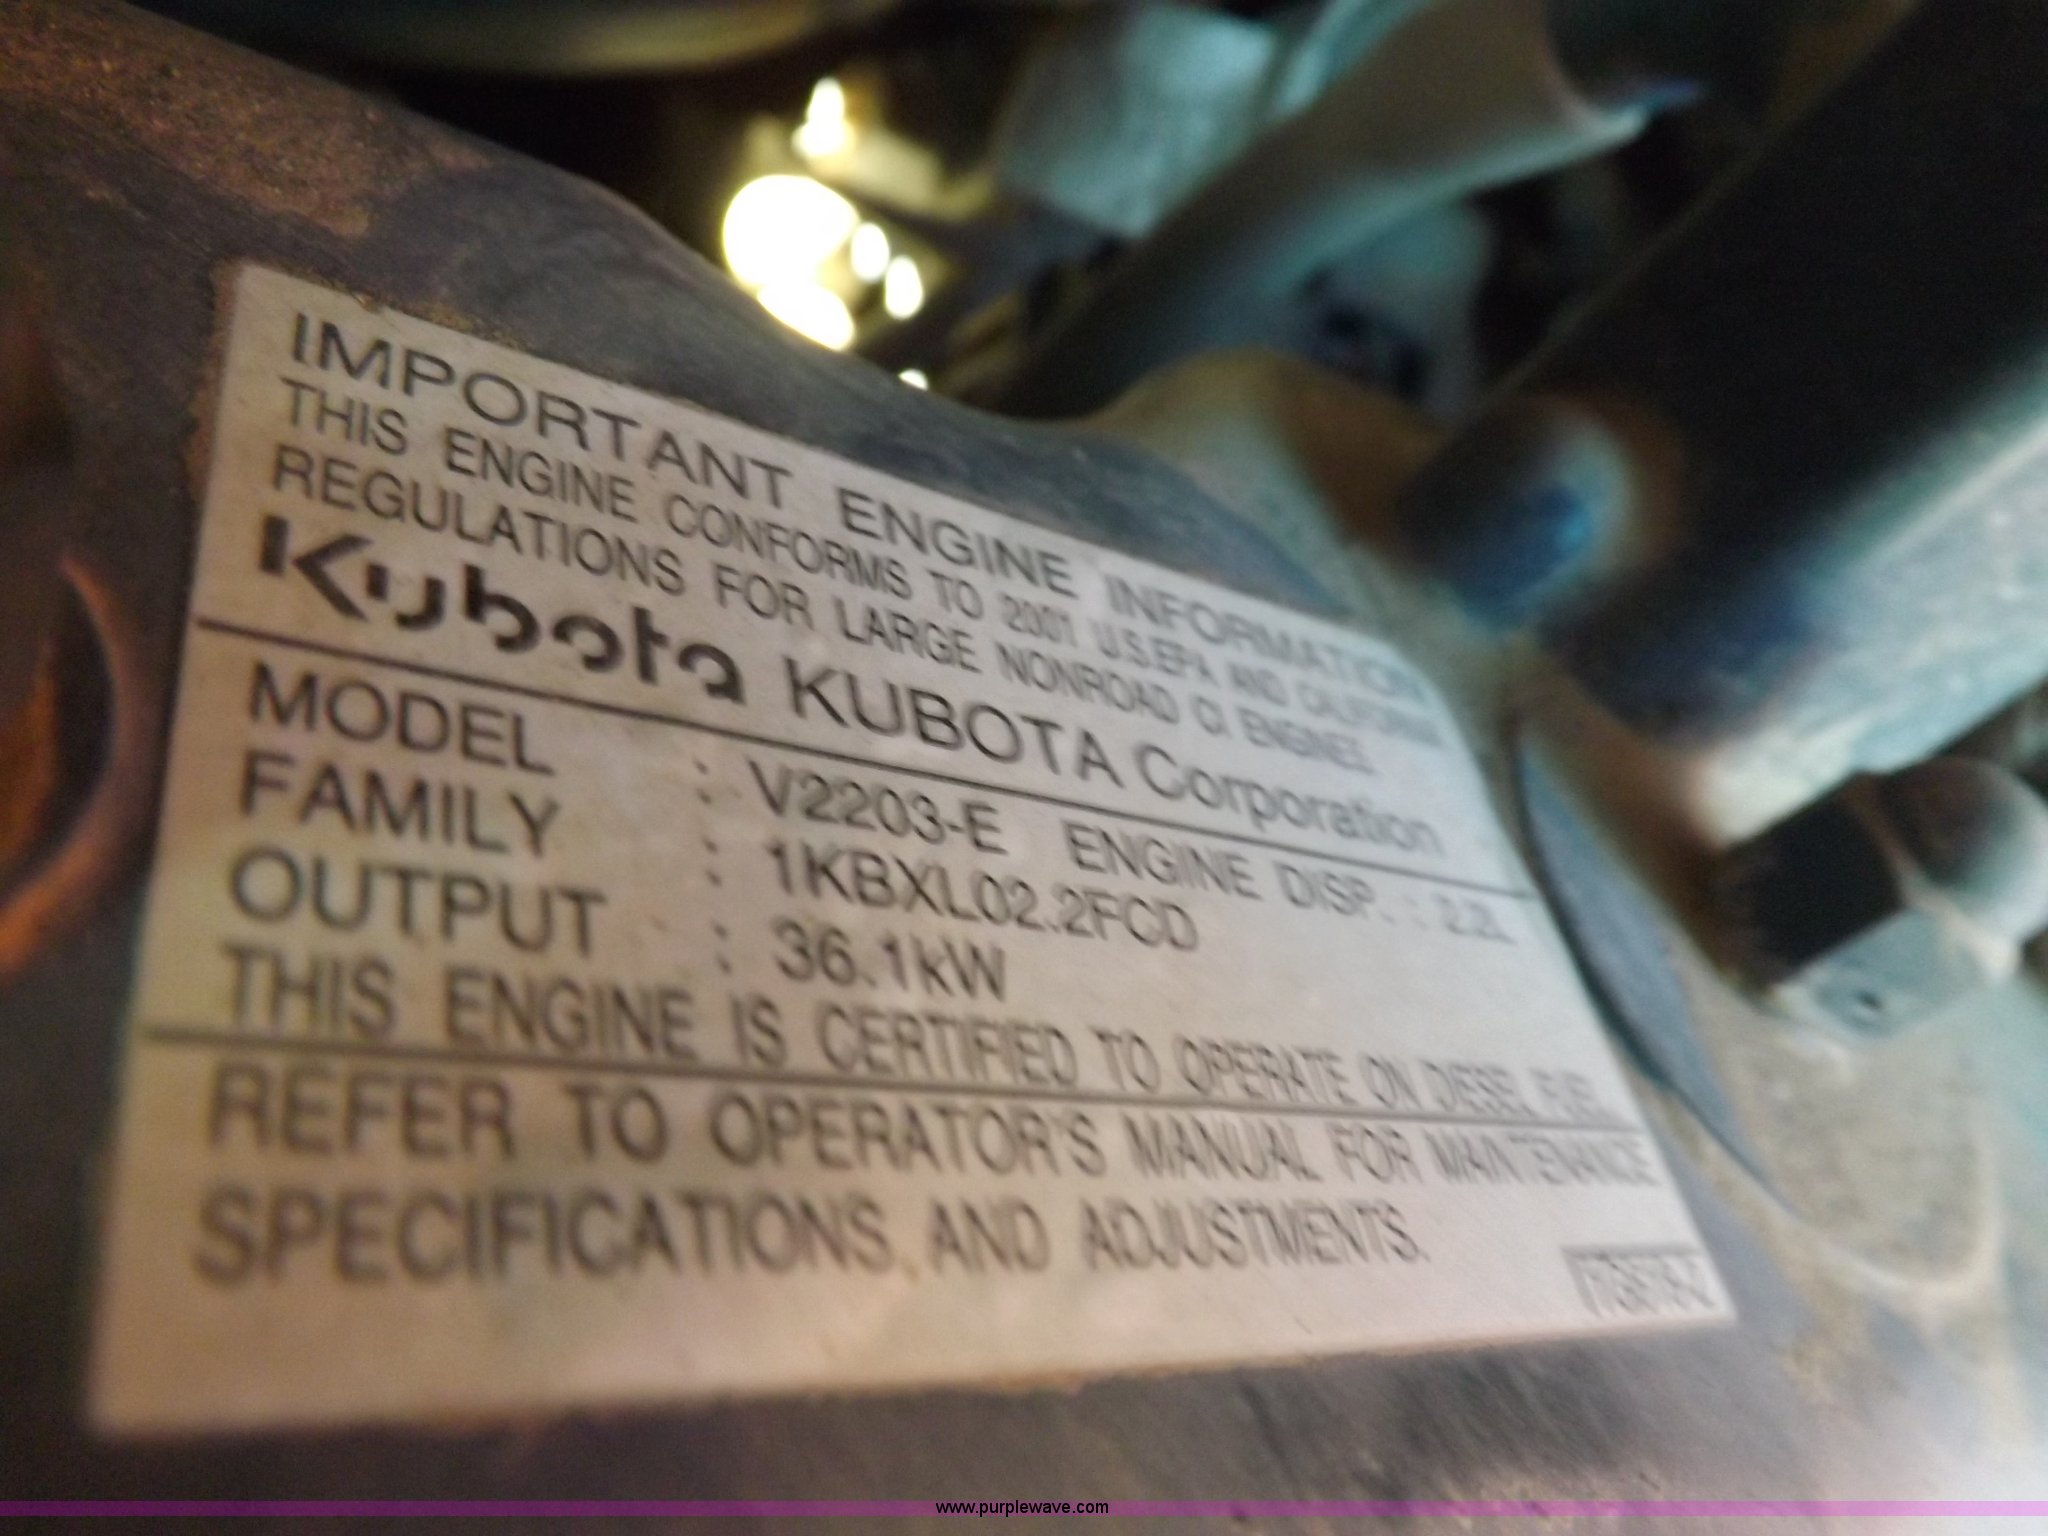 IMPORTANT ENGINE INFORMATION
THIS ENGINE CONFORMS TO 2001 U.S.EPA AND CALIFORNIA
REGULATIONS FOR LARGE NONROAD CI ENGINES.
Kubota KUBOTA Corporation
MODEL : V2203-E ENGINE DISP. : 2.2L
FAMILY : 1KBXL02.2FCD
OUTPUT : 36.1kW
THIS ENGINE IS CERTIFIED TO OPERATE ON DIESEL FUEL.
REFER TO OPERATOR'S MANUAL FOR MAINTENANCE
SPECIFICATIONS AND ADJUSTMENTS.
www.purplewave.com